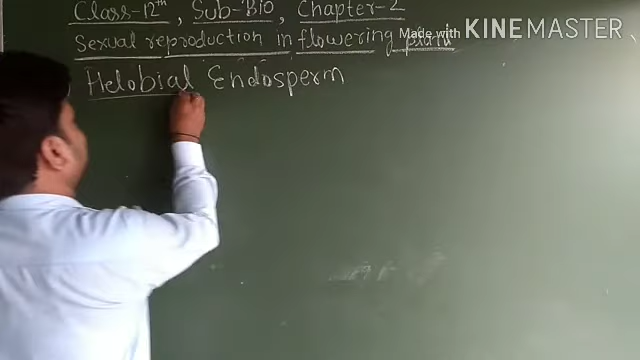 Class-12th, Sub-Bio, Chapter-2
Sexual reproduction in flowering plant
Made with KINEMASTER
Helobial Endosperm